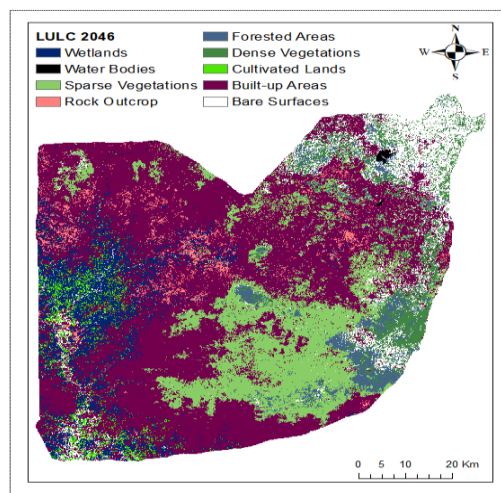 LULC 2046
Wetlands
Water Bodies
Sparse Vegetations
Rock Outcrop
Forested Areas
Dense Vegetations
Cultivated Lands
Built-up Areas
Bare Surfaces
N
W E
S
0 5 10 20 Km